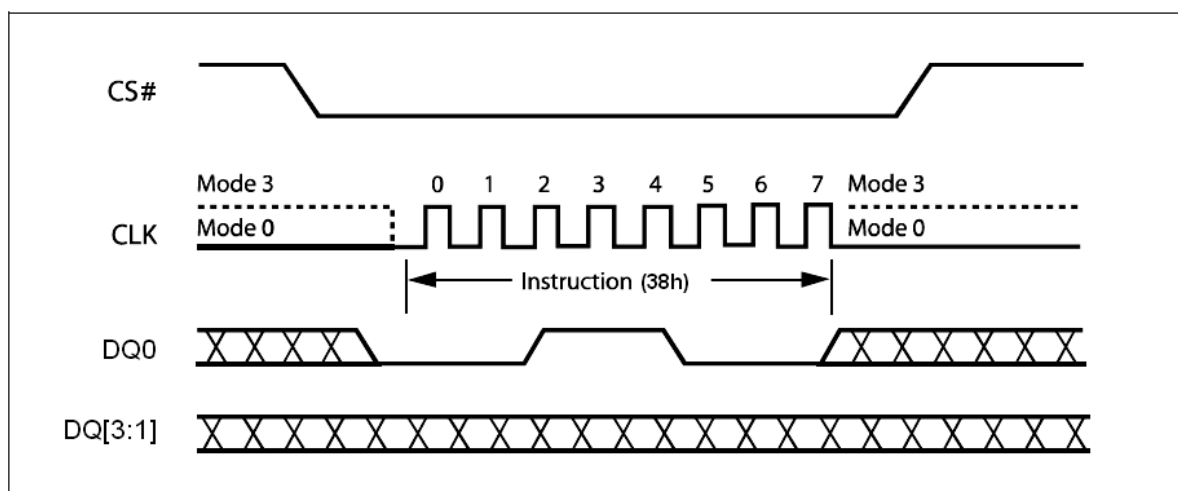 CS#
Mode 3 0 1 2 3 4 5 6 7 Mode 3
CLK Mode 0 Mode 0
Instruction (38h)
DQ0
DQ[3:1]